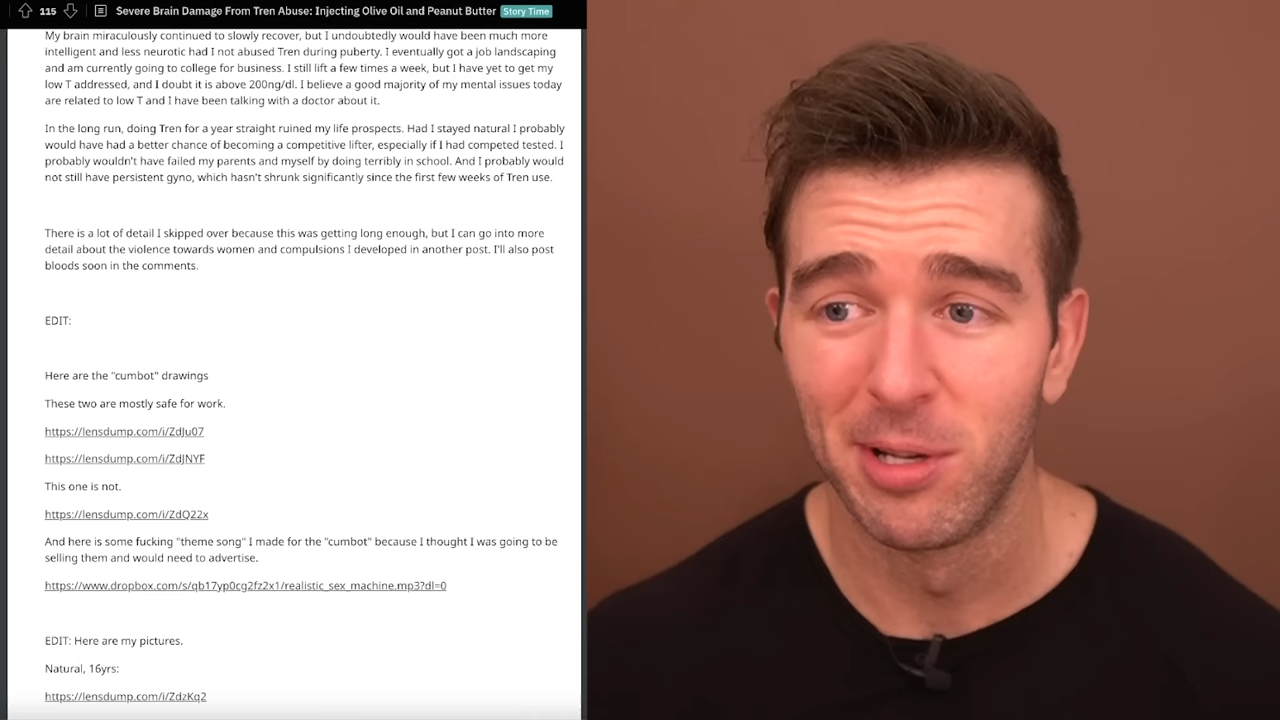 115 Severe Brain Damage From Tren Abuse: Injecting Olive Oil and Peanut Butter Story Time
My brain miraculously continued to slowly recover, but I undoubtedly would have been much more
intelligent and less neurotic had I not abused Tren during puberty. I eventually got a job landscaping
and am currently going to college for business. I still lift a few times a week, but I have yet to get my
low T addressed, and I doubt it is above 200ng/dl. I believe a good majority of my mental issues today
are related to low T and I have been talking with a doctor about it.
In the long run, doing Tren for a year straight ruined my life prospects. Had I stayed natural I probably
would have had a better chance of becoming a competitive lifter, especially if I had competed tested. I
probably wouldn't have failed my parents and myself by doing terribly in school. And I probably would
not still have persistent gyno, which hasn't shrunk significantly since the first few weeks of Tren use.
There is a lot of detail I skipped over because this was getting long enough, but I can go into more
detail about the violence towards women and compulsions I developed in another post. I'll also post
bloods soon in the comments.
EDIT:
Here are the "cumbot" drawings
These two are mostly safe for work.
https://lensdump.com/i/ZdJu07
https://lensdump.com/i/ZdJNYF
This one is not.
https://lensdump.com/i/ZdQ22x
And here is some fucking "theme song" I made for the "cumbot" because I thought I was going to be
selling them and would need to advertise.
https://www.dropbox.com/s/qb17yp0cg2fz2x1/realistic_sex_machine.mp3?dl=0
EDIT: Here are my pictures.
Natural, 16yrs:
https://lensdump.com/i/ZdzKq2